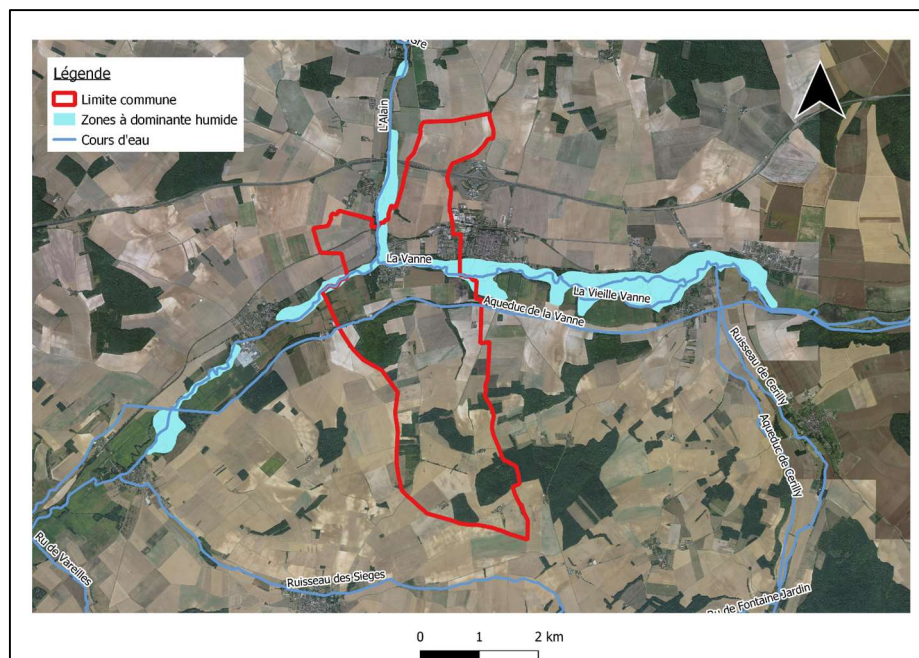 Légende
Limite commune
Zones à dominante humide
Cours d'eau
L'Alain
La Vanne
La Vieille Vanne
Aqueduc de la Vanne
Ruisseau de Cerilly
Aqueduc de Cerilly
Ru de Vareilles
Ruisseau des Sieges
de Fontaine Jardin
0 1 2 km